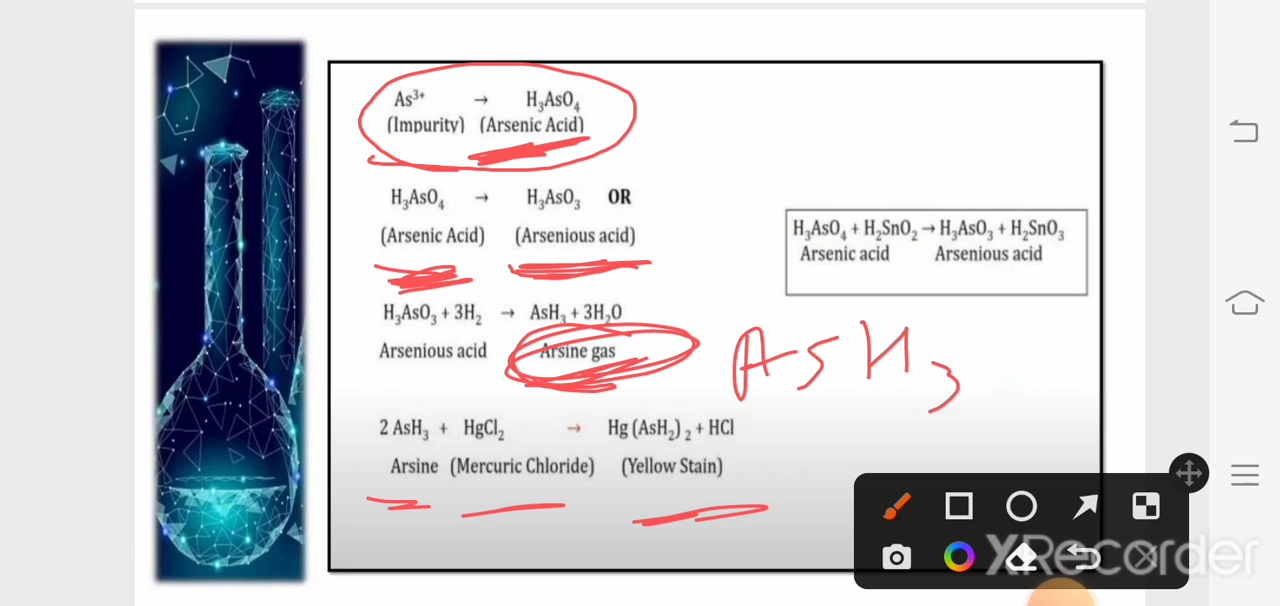 As³⁺ → H₃AsO₄
(Impurity) (Arsenic Acid)
H₃AsO₄ → H₃AsO₃ OR
(Arsenic Acid) (Arsenious acid)
H₃AsO₄ + H₂SnO₂ → H₃AsO₃ + H₂SnO₃
Arsenic acid Arsenious acid
H₃AsO₃ + 3H₂ → AsH₃ + 3H₂O
Arsenious acid Arsine gas
AsH₃
2 AsH₃ + HgCl₂ → Hg (AsH₂) ₂ + HCl
Arsine (Mercuric Chloride) (Yellow Stain)
XRecorder